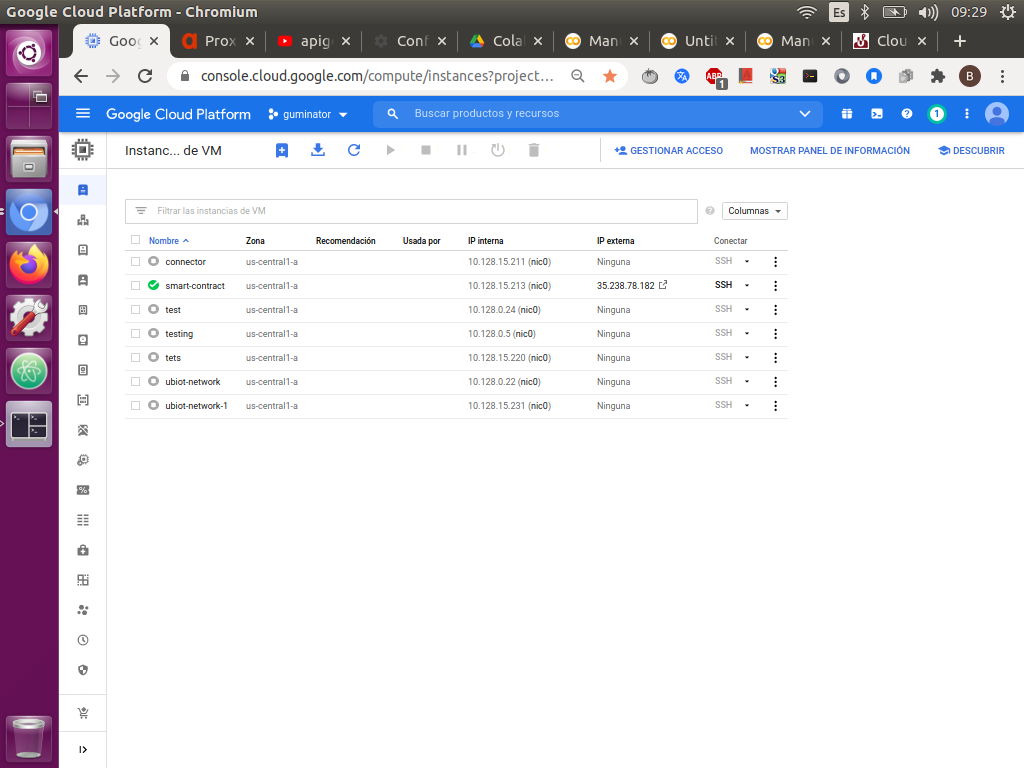 Google Cloud Platform - Chromium
Es
09:29
Goo
Prox
apig
Conf
Cola
Man
Unti
Man
Clou
console.cloud.google.com/compute/instances?project...
ABP
1
S3
B
Google Cloud Platform
guminator
Buscar productos y recursos
1
Instanc... de VM
GESTIONAR ACCESO
MOSTRAR PANEL DE INFORMACIÓN
DESCUBRIR
Filtrar las instancias de VM
Columnas
Nombre Zona Recomendación Usada por IP interna IP externa Conectar
connector us-central1-a 10.128.15.211 (nic0) Ninguna SSH
smart-contract us-central1-a 10.128.15.213 (nic0) 35.238.78.182 SSH
test us-central1-a 10.128.0.24 (nic0) Ninguna SSH
testing us-central1-a 10.128.0.5 (nic0) Ninguna SSH
tets us-central1-a 10.128.15.220 (nic0) Ninguna SSH
ubiot-network us-central1-a 10.128.0.22 (nic0) Ninguna SSH
ubiot-network-1 us-central1-a 10.128.15.231 (nic0) Ninguna SSH